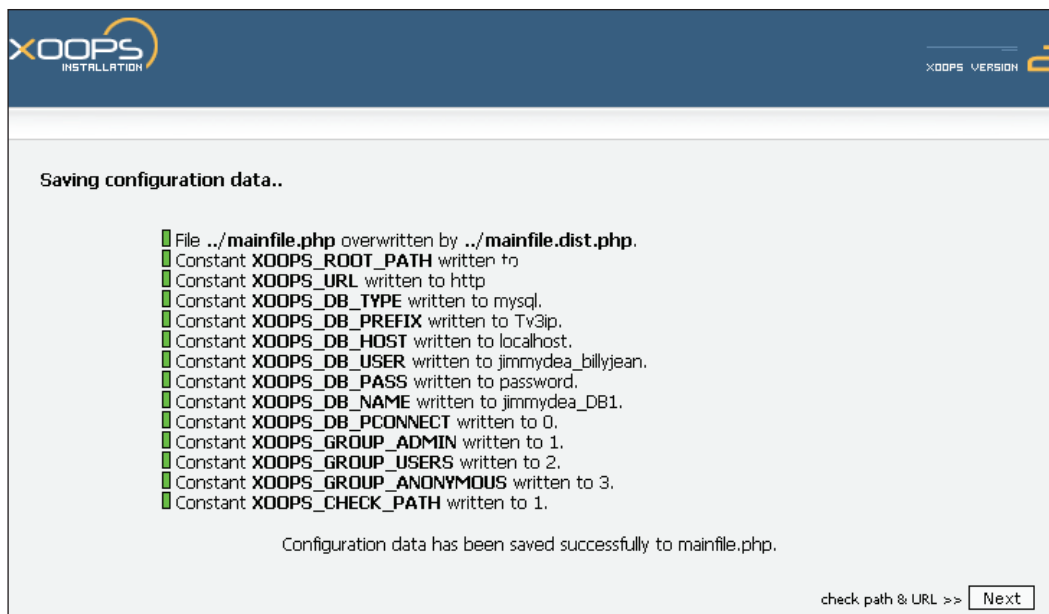 XOOPS
INSTALLATION
XOOPS VERSION 2
Saving configuration data..
File ../mainfile.php overwritten by ../mainfile.dist.php.
Constant XOOPS_ROOT_PATH written to
Constant XOOPS_URL written to http
Constant XOOPS_DB_TYPE written to mysql.
Constant XOOPS_DB_PREFIX written to Tv3ip.
Constant XOOPS_DB_HOST written to localhost.
Constant XOOPS_DB_USER written to jimmydea_billyjean.
Constant XOOPS_DB_PASS written to password.
Constant XOOPS_DB_NAME written to jimmydea_DB1.
Constant XOOPS_DB_PCONNECT written to 0.
Constant XOOPS_GROUP_ADMIN written to 1.
Constant XOOPS_GROUP_USERS written to 2.
Constant XOOPS_GROUP_ANONYMOUS written to 3.
Constant XOOPS_CHECK_PATH written to 1.
Configuration data has been saved successfully to mainfile.php.
check path & URL >> Next